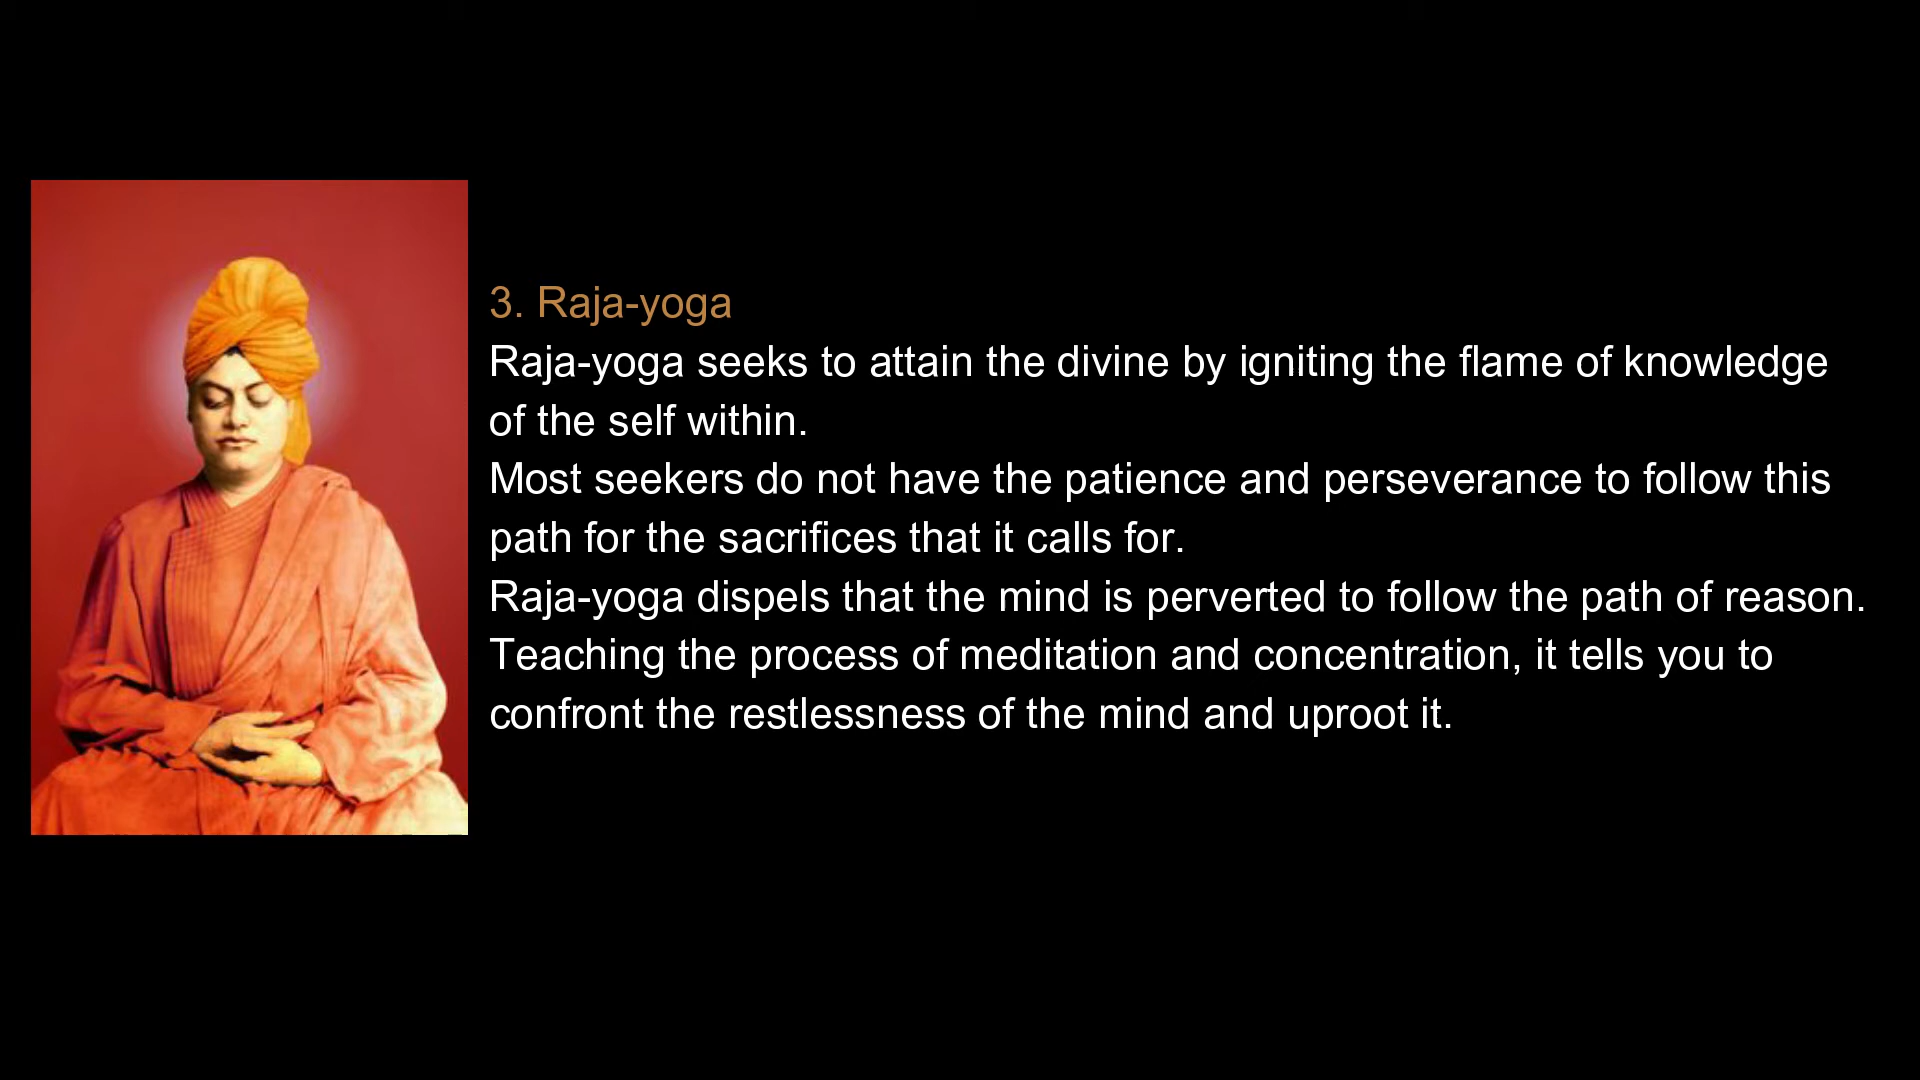 3. Raja-yoga
Raja-yoga seeks to attain the divine by igniting the flame of knowledge
of the self within.
Most seekers do not have the patience and perseverance to follow this
path for the sacrifices that it calls for.
Raja-yoga dispels that the mind is perverted to follow the path of reason.
Teaching the process of meditation and concentration, it tells you to
confront the restlessness of the mind and uproot it.